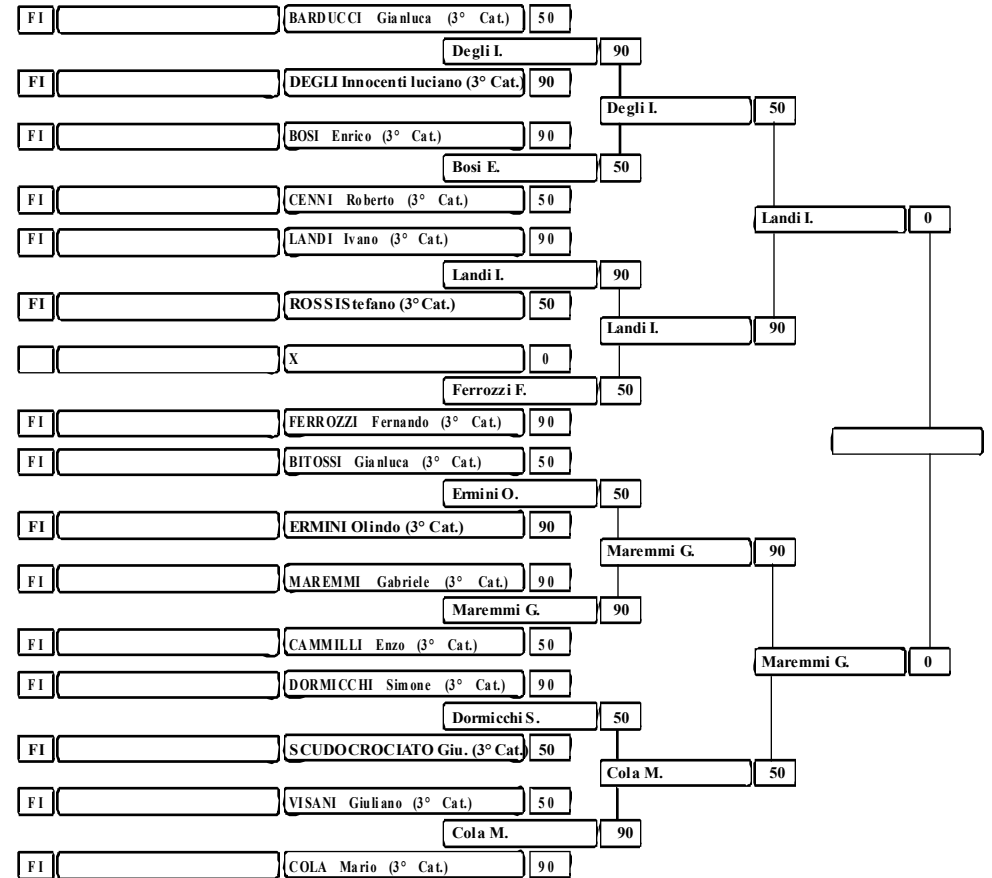 FI BARDUCCI Gianluca (3° Cat.) 50
Degli I. 90
FI DEGLI Innocenti luciano (3° Cat.) 90
Degli I. 50
FI BOSI Enrico (3° Cat.) 90
Bosi E. 50
FI CENNI Roberto (3° Cat.) 50
Landi I. 0
FI LANDI Ivano (3° Cat.) 90
Landi I. 90
FI ROSSI Stefano (3° Cat.) 50
Landi I. 90
X 0
Ferrozzi F. 50
FI FERROZZI Fernando (3° Cat.) 90
FI BITOSSI Gianluca (3° Cat.) 50
Ermini O. 50
FI ERMINI Olindo (3° Cat.) 90
Maremmi G. 90
FI MAREMMI Gabriele (3° Cat.) 90
Maremmi G. 90
FI CAMMILLI Enzo (3° Cat.) 50
Maremmi G. 0
FI DORMICCHI Simone (3° Cat.) 90
Dormicchi S. 50
FI SCUDOCROCIATO Giu. (3° Cat.) 50
Cola M. 50
FI VISANI Giuliano (3° Cat.) 50
Cola M. 90
FI COLA Mario (3° Cat.) 90